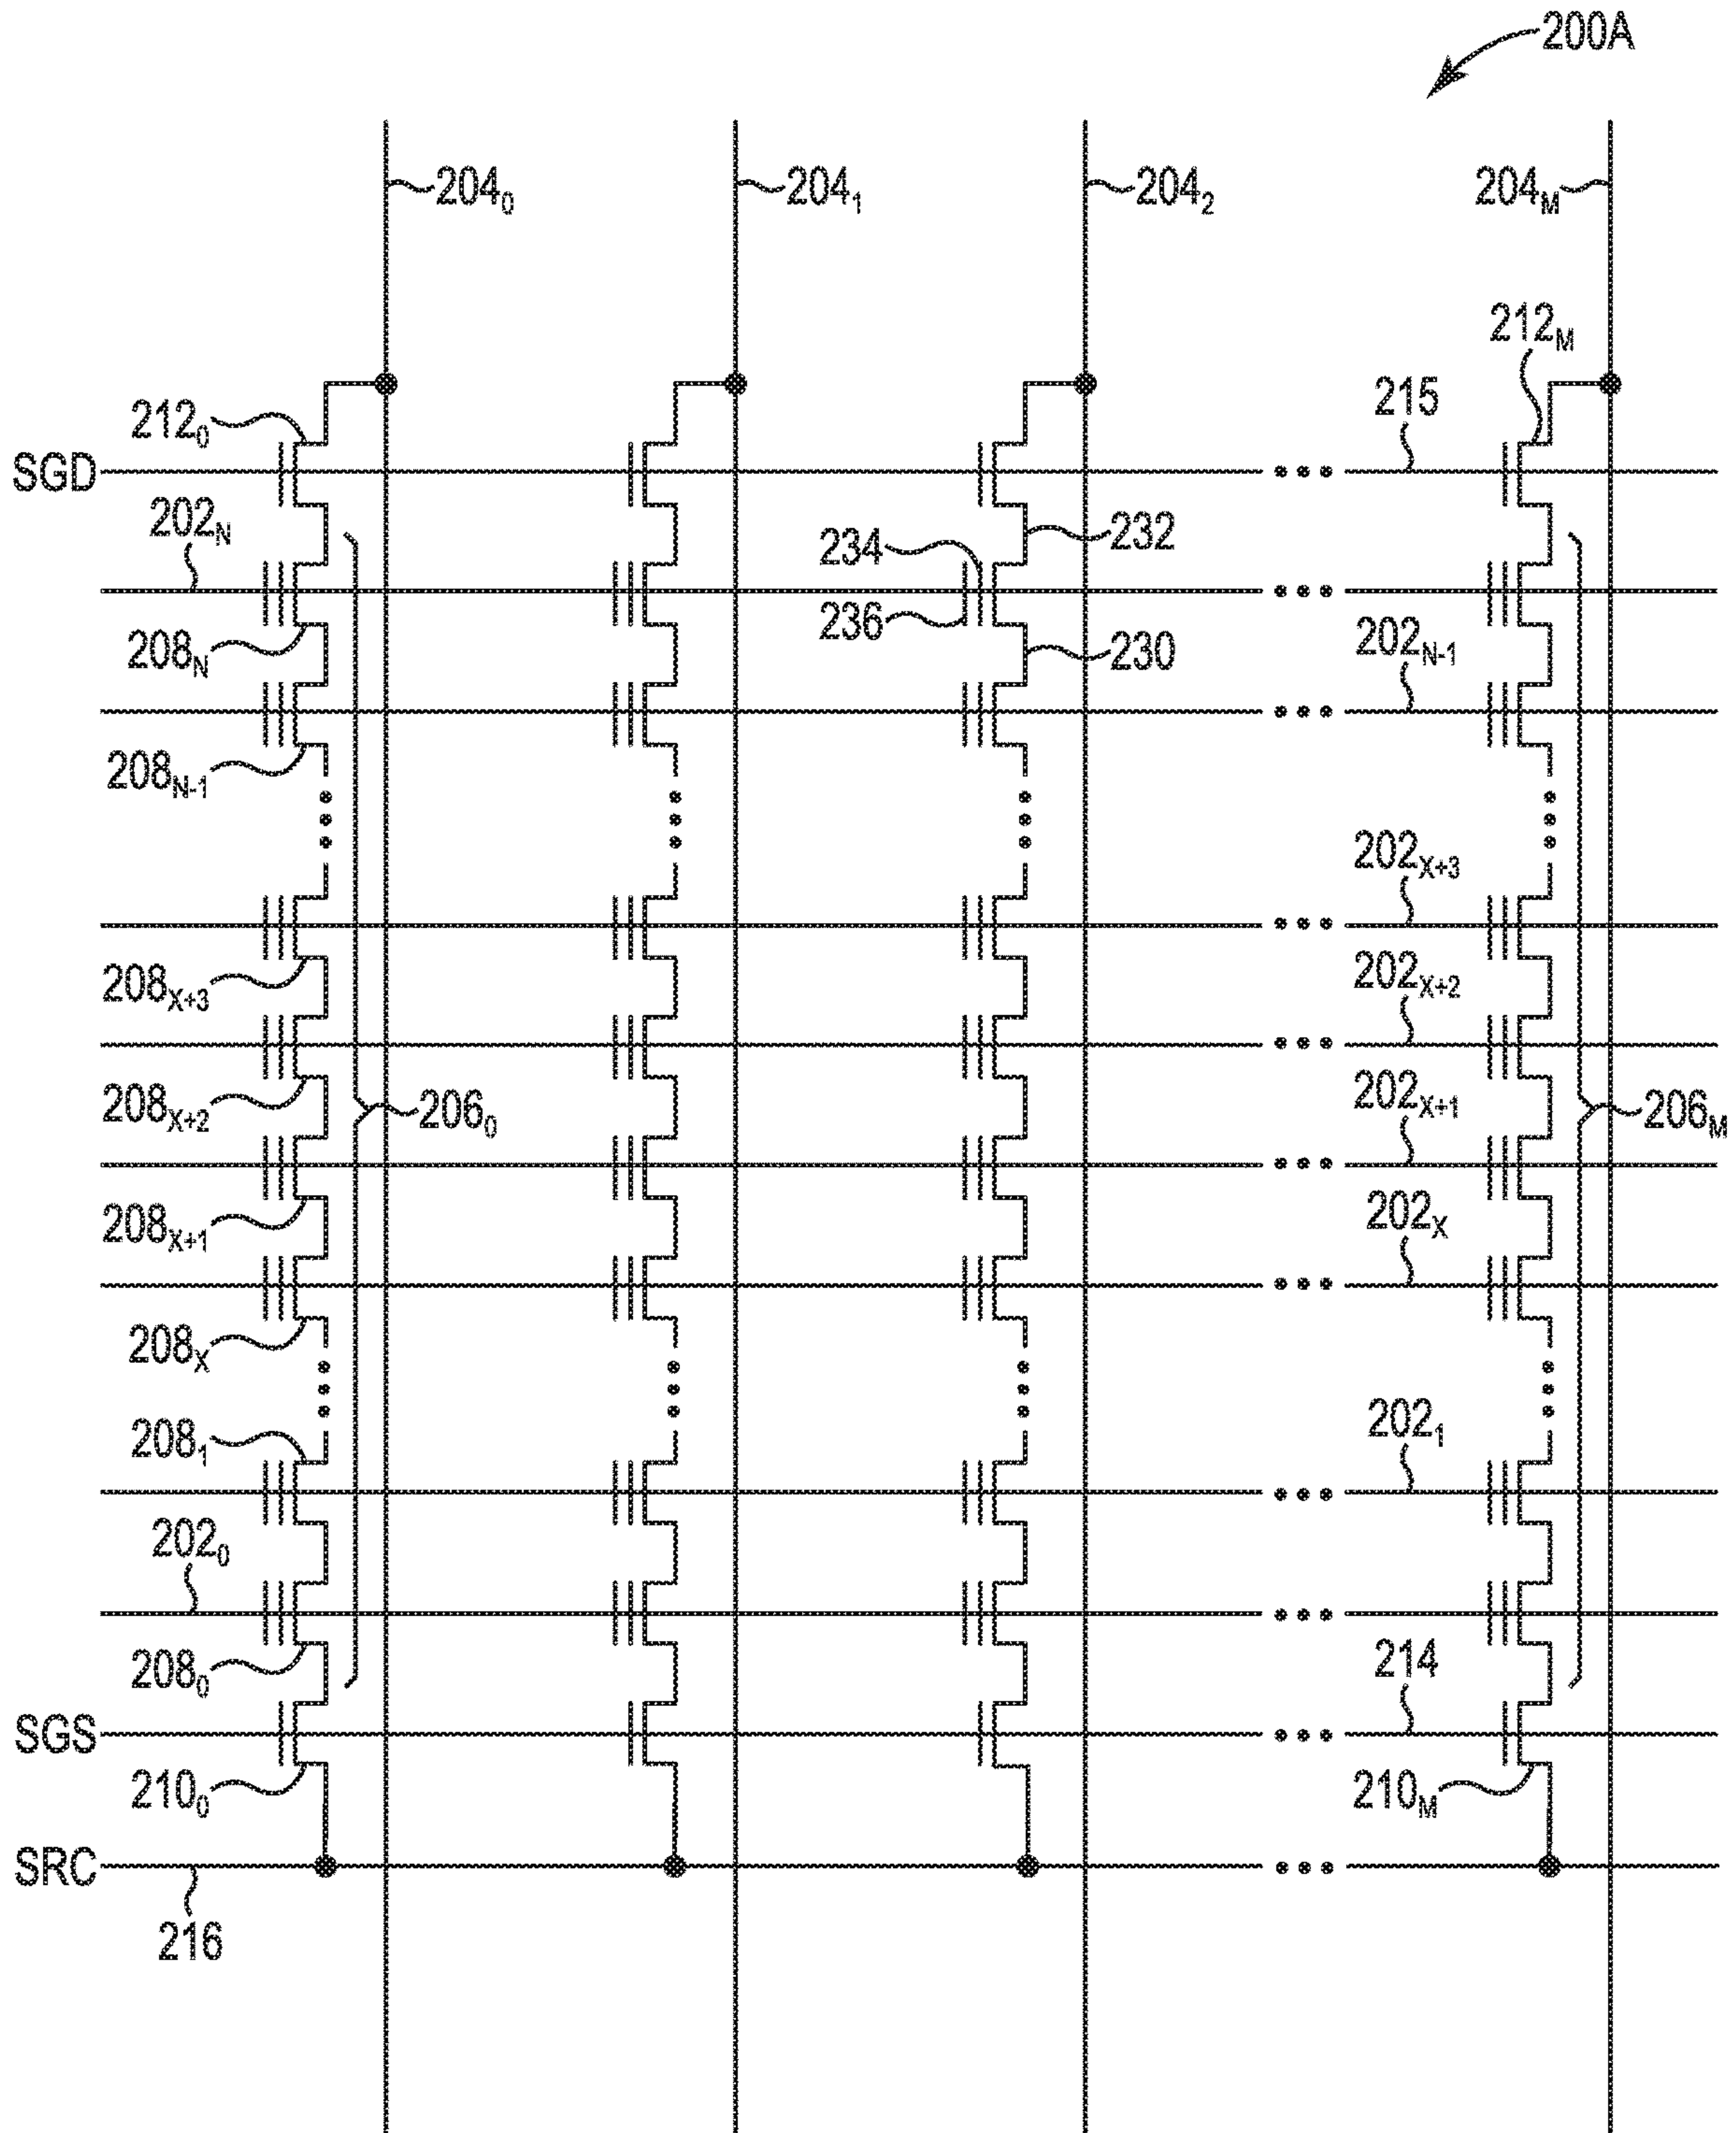 200A
204₀ 204₁ 204₂ 204M
212M
212₀ 215
SGD
202N 234 232
236
208N 230 202N-1
208N-1
202X+3
208X+3 202X+2
208X+2 206₀ 202X+1 206M
208X+1 202X
208X
208₁ 202₁
202₀
208₀ 214
SGS
210₀ 210M
SRC
216